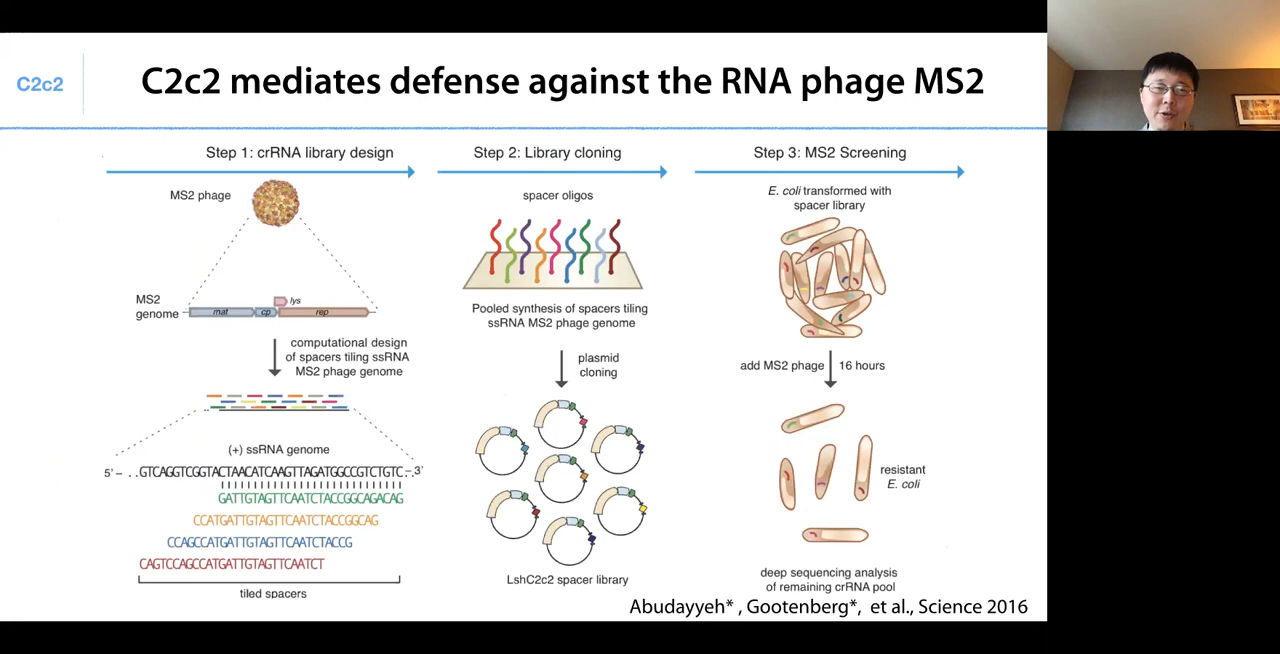 C2c2
C2c2 mediates defense against the RNA phage MS2
Step 1: crRNA library design
MS2 phage
MS2
genome
lys
mat
cp
rep
computational design
of spacers tiling ssRNA
MS2 phage genome
(+) ssRNA genome
5' – ..GTCAGGTCGGTACTAACATCAAGTTAGATGGCCGTCTGTC.. – 3'
GATTGTAGTTCAATCTACCGGCAGACAG
CCATGATTGTAGTTCAATCTACCGGCAG
CCAGCCATGATTGTAGTTCAATCTACCG
CAGTCCAGCCATGATTGTAGTTCAATCT
tiled spacers
Step 2: Library cloning
spacer oligos
Pooled synthesis of spacers tiling
ssRNA MS2 phage genome
plasmid
cloning
LshC2c2 spacer library
Step 3: MS2 Screening
E. coli transformed with
spacer library
add MS2 phage
16 hours
resistant
E. coli
deep sequencing analysis
of remaining crRNA pool
Abudayyeh* , Gootenberg*, et al., Science 2016